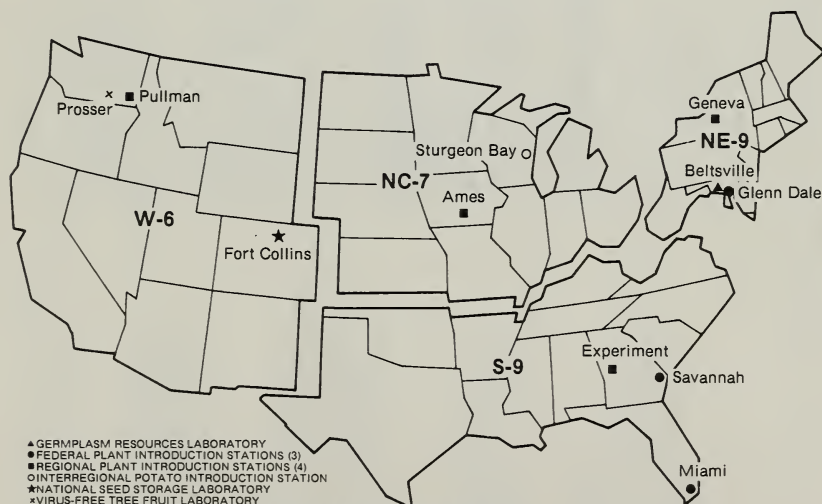 Geneva
NE-9
Beltsville
Glenn Dale
Pullman
Prosser
Sturgeon Bay
NC-7
Ames
W-6
Fort Collins
S-9
Experiment
Savannah
Miami
▲ GERMPLASM RESOURCES LABORATORY
● FEDERAL PLANT INTRODUCTION STATIONS (3)
■ REGIONAL PLANT INTRODUCTION STATIONS (4)
○ INTERREGIONAL POTATO INTRODUCTION STATION
★ NATIONAL SEED STORAGE LABORATORY
× VIRUS-FREE TREE FRUIT LABORATORY